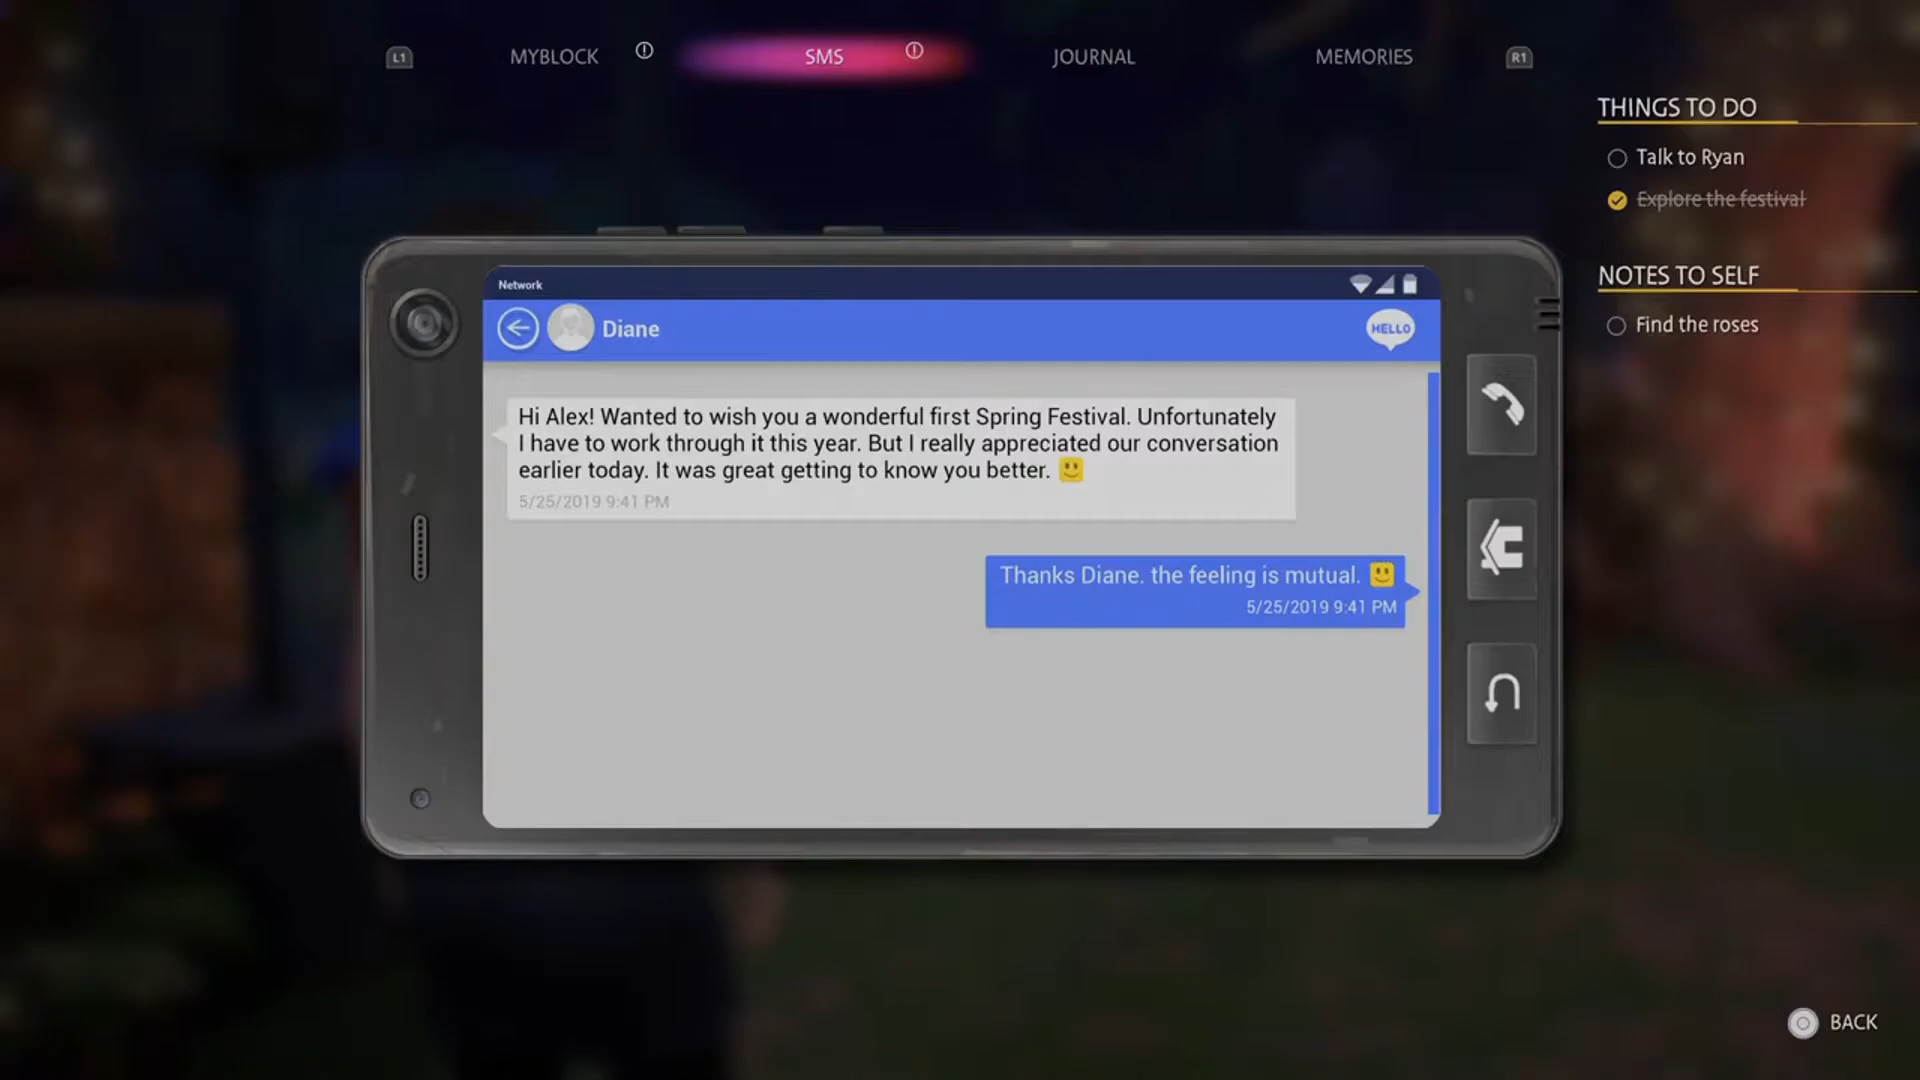 L1
MYBLOCK
SMS
JOURNAL
MEMORIES
R1
THINGS TO DO
Talk to Ryan
Explore the festival
NOTES TO SELF
Find the roses
Network
Diane
HELLO
Hi Alex! Wanted to wish you a wonderful first Spring Festival. Unfortunately
I have to work through it this year. But I really appreciated our conversation
earlier today. It was great getting to know you better. 🙂
5/25/2019 9:41 PM
Thanks Diane. the feeling is mutual. 🙂
5/25/2019 9:41 PM
BACK